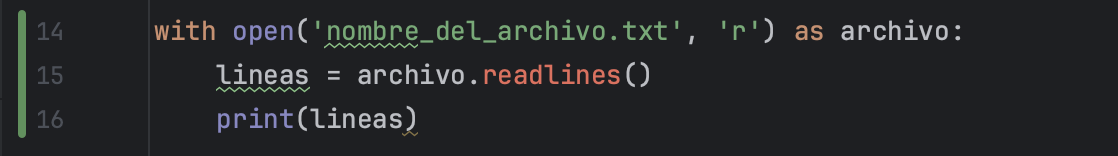 14 with open('nombre_del_archivo.txt', 'r') as archivo:
15 lineas = archivo.readlines()
16 print(lineas)